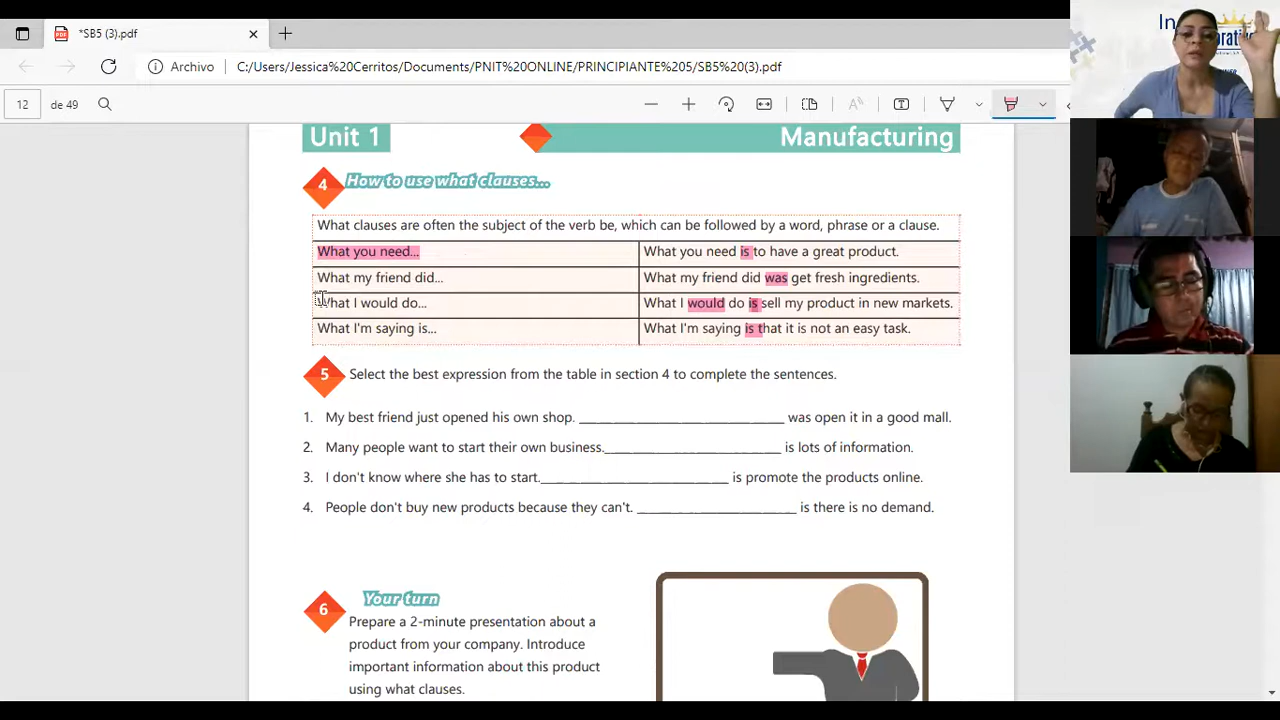 *SB5 (3).pdf
Archivo
C:/Users/Jessica%20Cerritos/Documents/PNIT%20ONLINE/PRINCIPIANTE%205/SB5%20(3).pdf
12 de 49
Unit 1
Manufacturing
4 How to use what clauses...
What clauses are often the subject of the verb be, which can be followed by a word, phrase or a clause.
What you need... What you need is to have a great product.
What my friend did... What my friend did was get fresh ingredients.
What I would do... What I would do is sell my product in new markets.
What I'm saying is... What I'm saying is that it is not an easy task.
5 Select the best expression from the table in section 4 to complete the sentences.
1. My best friend just opened his own shop. ________________________ was open it in a good mall.
2. Many people want to start their own business.______________________ is lots of information.
3. I don't know where she has to start.________________________ is promote the products online.
4. People don't buy new products because they can't. ____________________ is there is no demand.
6 Your turn
Prepare a 2-minute presentation about a
product from your company. Introduce
important information about this product
using what clauses.